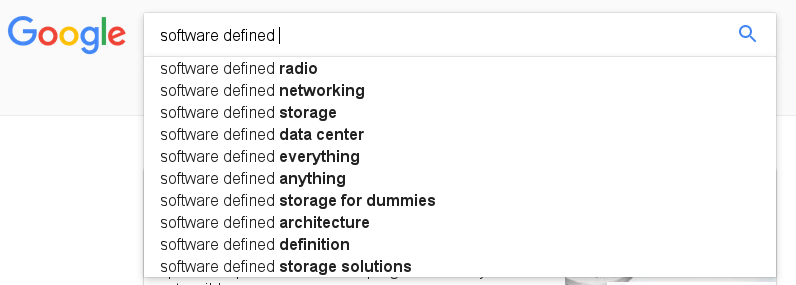 Google
software defined
software defined radio
software defined networking
software defined storage
software defined data center
software defined everything
software defined anything
software defined storage for dummies
software defined architecture
software defined definition
software defined storage solutions